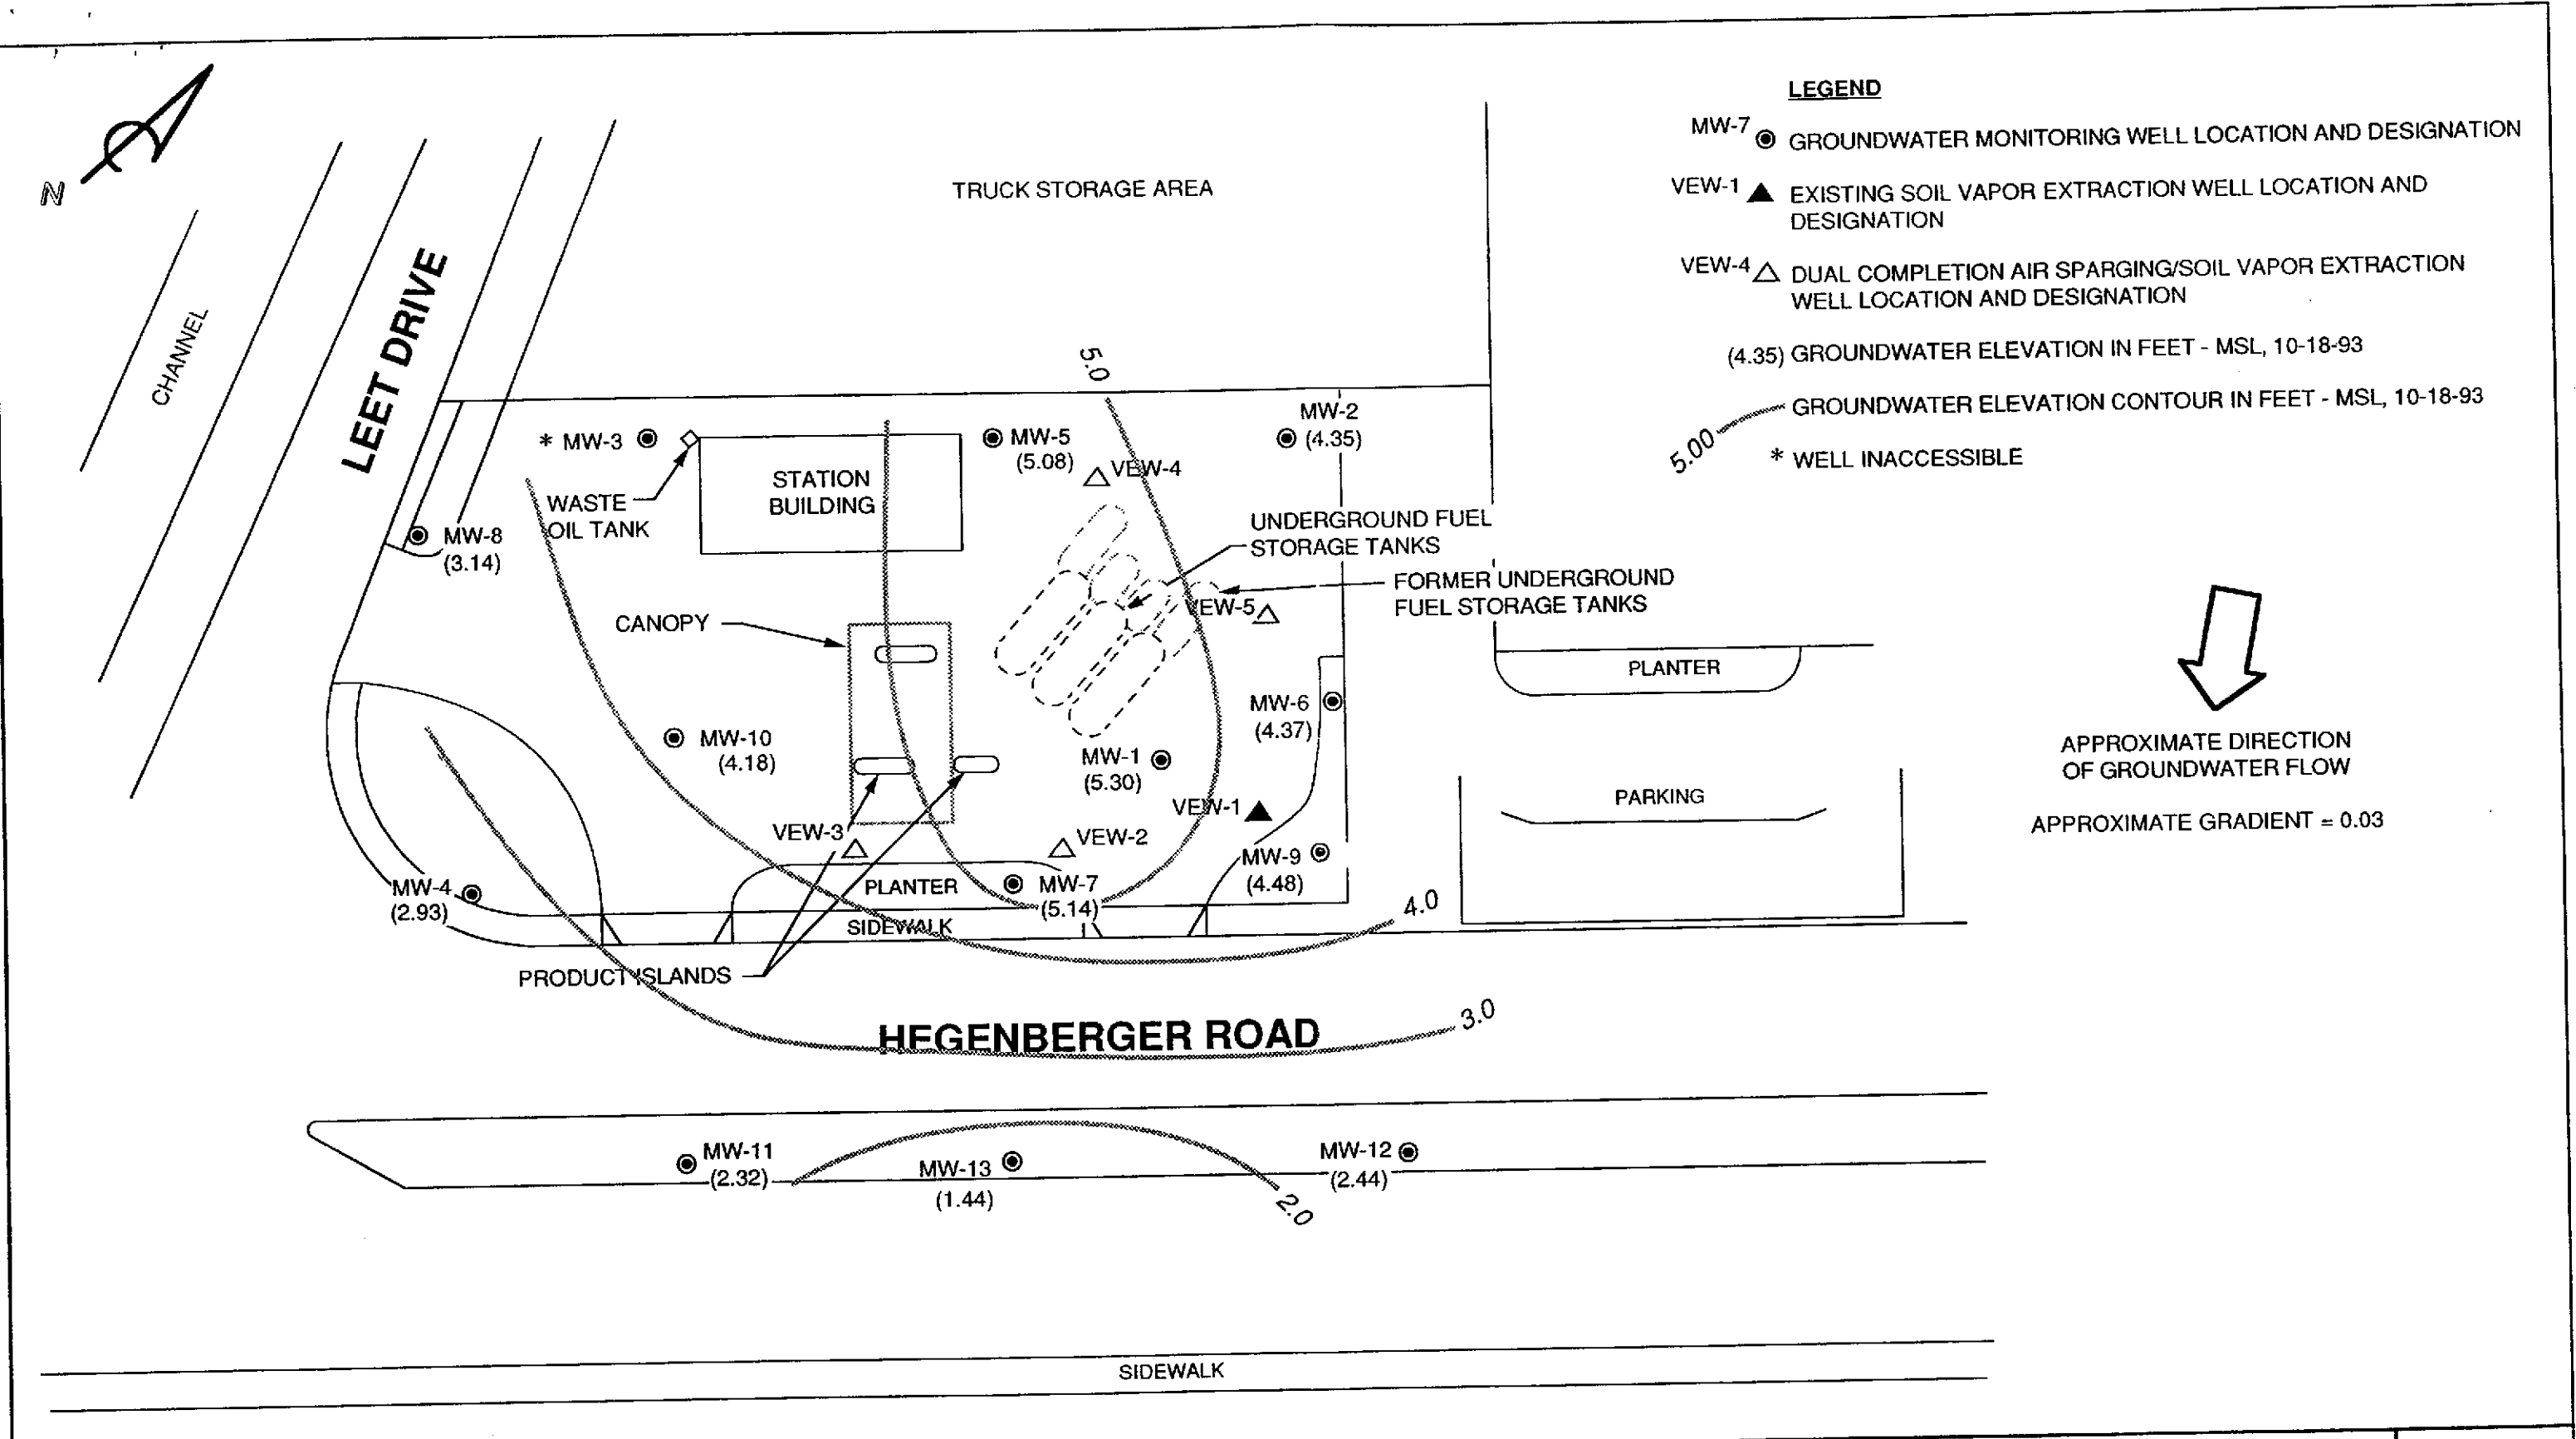 N
LEGEND
MW-7
GROUNDWATER MONITORING WELL LOCATION AND DESIGNATION
VEW-1
EXISTING SOIL VAPOR EXTRACTION WELL LOCATION AND
DESIGNATION
VEW-4
DUAL COMPLETION AIR SPARGING/SOIL VAPOR EXTRACTION
WELL LOCATION AND DESIGNATION
(4.35) GROUNDWATER ELEVATION IN FEET - MSL, 10-18-93
5.00
GROUNDWATER ELEVATION CONTOUR IN FEET - MSL, 10-18-93
* WELL INACCESSIBLE
TRUCK STORAGE AREA
CHANNEL
LEET DRIVE
5.0
* MW-3
MW-5
(5.08)
MW-2
(4.35)
VEW-4
STATION
BUILDING
WASTE
OIL TANK
MW-8
(3.14)
UNDERGROUND FUEL
STORAGE TANKS
FORMER UNDERGROUND
FUEL STORAGE TANKS
VEW-5
CANOPY
PLANTER
MW-6
(4.37)
MW-10
(4.18)
MW-1
(5.30)
APPROXIMATE DIRECTION
OF GROUNDWATER FLOW
APPROXIMATE GRADIENT = 0.03
PARKING
VEW-1
VEW-3
VEW-2
MW-9
(4.48)
MW-4
(2.93)
PLANTER
MW-7
(5.14)
4.0
SIDEWALK
PRODUCT ISLANDS
3.0
HEGENBERGER ROAD
MW-11
(2.32)
MW-13
(1.44)
MW-12
(2.44)
2.0
SIDEWALK